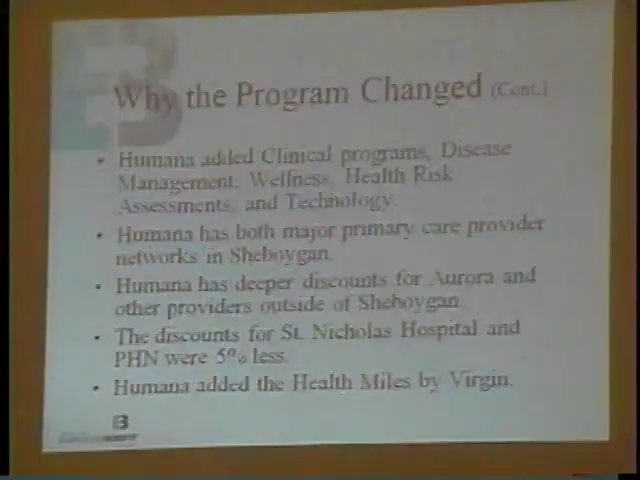 Why the Program Changed (Cont.)
• Humana added Clinical programs, Disease
Management, Wellness, Health Risk
Assessments, and Technology.
• Humana has both major primary care provider
networks in Sheboygan.
• Humana has deeper discounts for Aurora and
other providers outside of Sheboygan.
• The discounts for St. Nicholas Hospital and
PHN were 5% less.
• Humana added the Health Miles by Virgin.